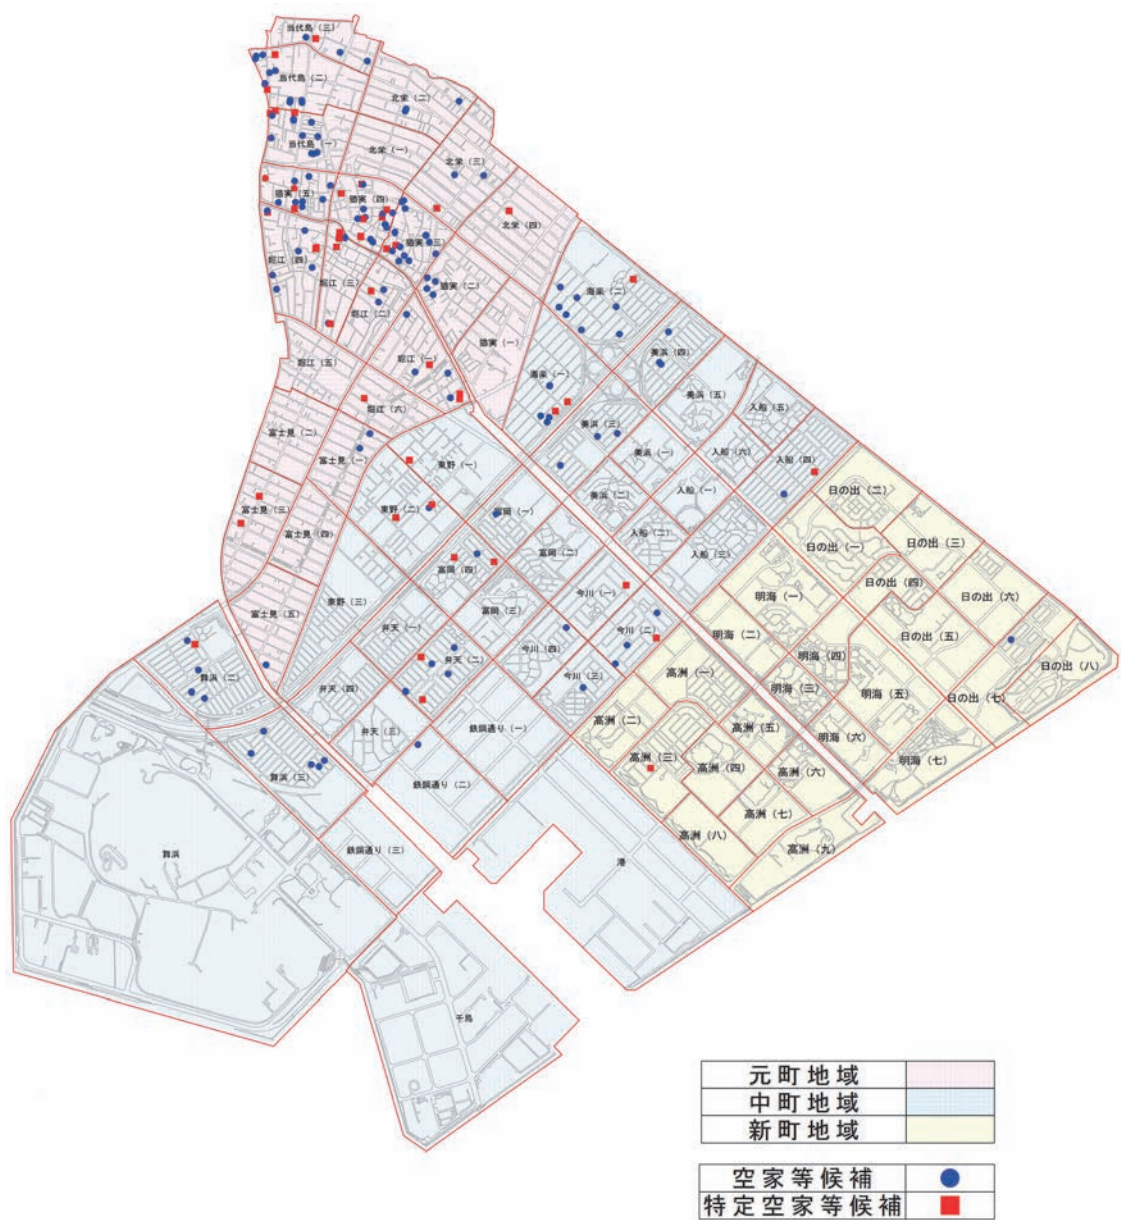 当代島（三）
当代島（二）
北栄（二）
当代島（一）
北栄（一）
北栄（三）
猫実（五）
猫実（四）
北栄（四）
猫実（三）
堀江（四）
堀江（三）
猫実（二）
海楽（二）
堀江（二）
猫実（一）
美浜（四）
堀江（五）
堀江（一）
海楽（一）
美浜（五）
入船（五）
堀江（六）
富士見（二）
美浜（三）
美浜（一）
入船（六）
入船（四）
富士見（一）
東野（一）
美浜（二）
入船（一）
日の出（二）
富士見（三）
東野（二）
富岡（一）
入船（二）
入船（三）
日の出（一）
日の出（三）
富士見（四）
富岡（二）
富岡（四）
日の出（四）
今川（一）
明海（一）
日の出（六）
東野（三）
富岡（三）
富士見（五）
弁天（一）
今川（二）
明海（二）
日の出（五）
今川（四）
明海（四）
弁天（二）
日の出（八）
舞浜（二）
弁天（四）
今川（三）
高洲（一）
明海（三）
明海（五）
日の出（七）
高洲（二）
鉄鋼通り（一）
弁天（三）
高洲（五）
明海（六）
高洲（三）
明海（七）
高洲（四）
高洲（六）
舞浜（三）
鉄鋼通り（二）
高洲（七）
高洲（八）
鉄鋼通り（三）
高洲（九）
舞浜
港
千鳥
元町地域
中町地域
新町地域
空家等候補
特定空家等候補